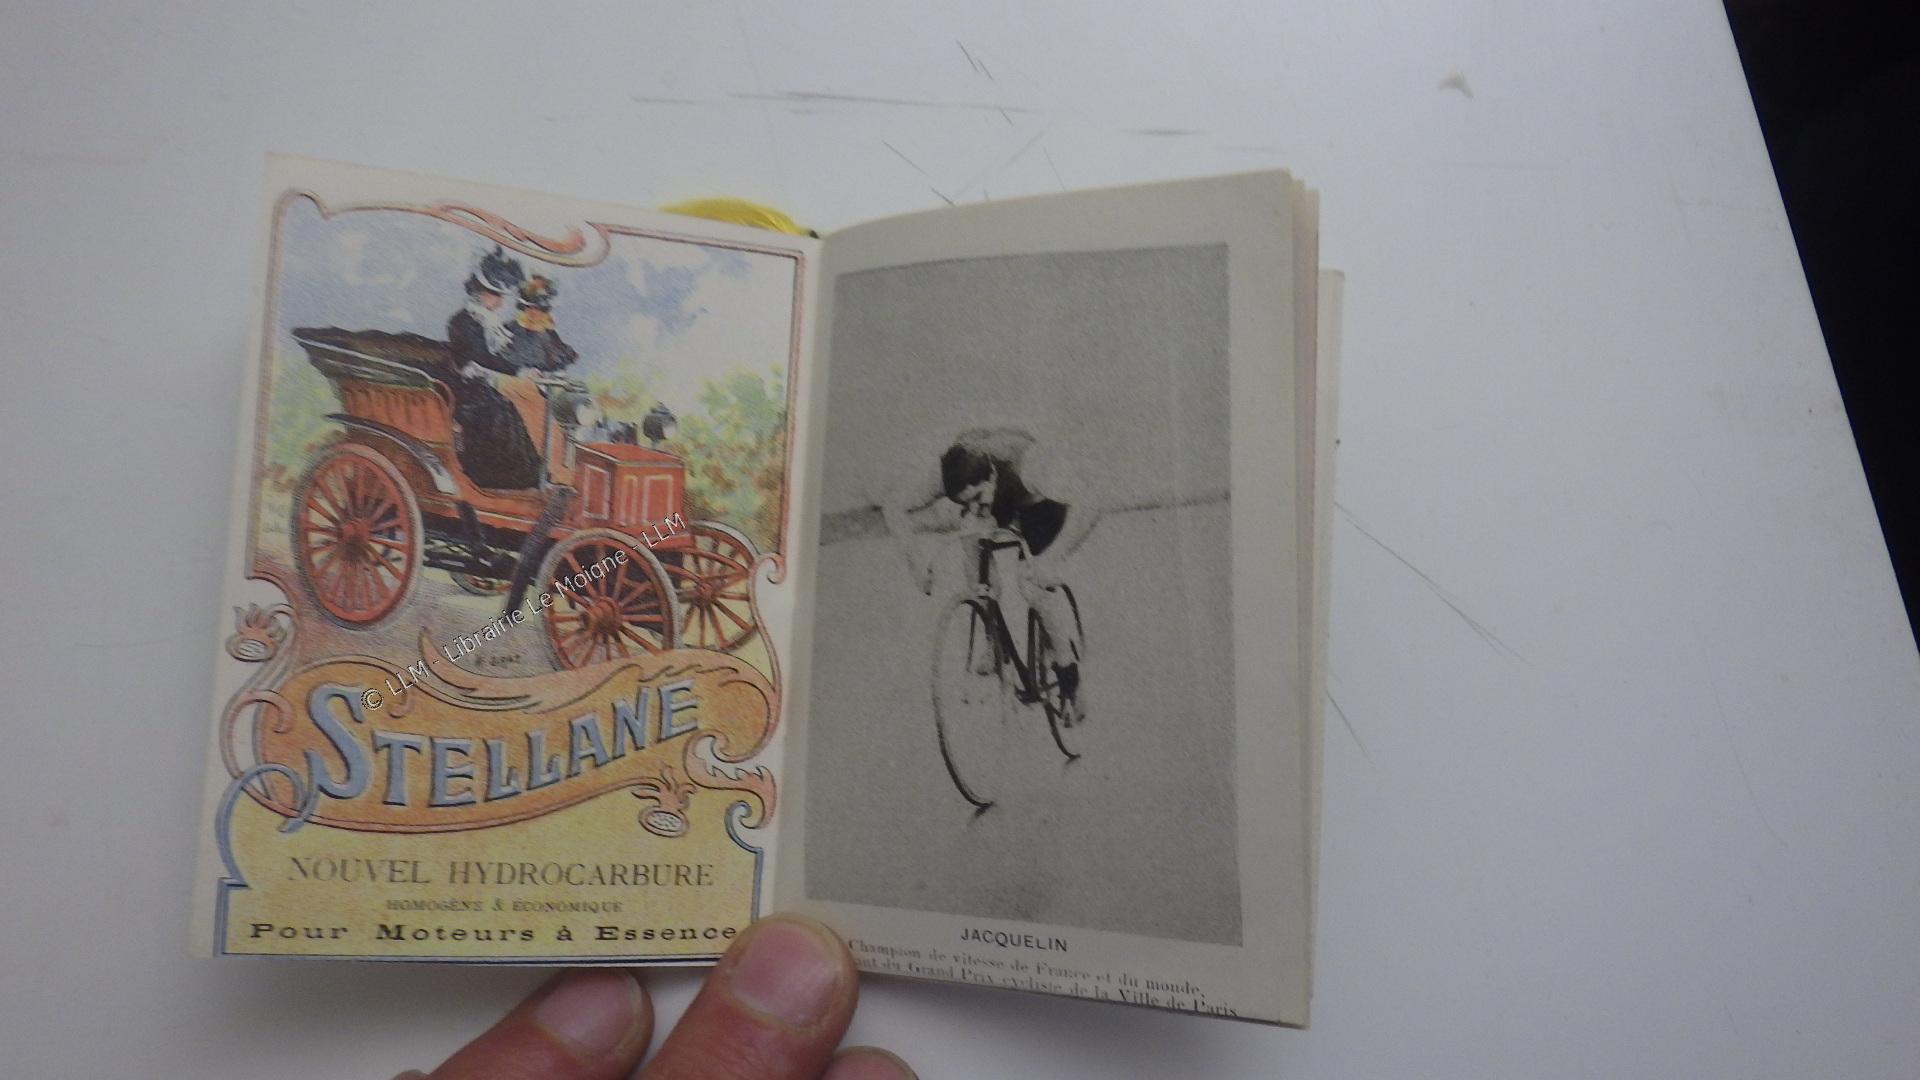 © LLM - Librairie Le Moigne - LLM
STELLANE
NOUVEL HYDROCARBURE
HOMOGÈNE & ÉCONOMIQUE
Pour Moteurs à Essence
JACQUELIN
Champion de vitesse de France et du monde,
du Grand Prix cycliste de la Ville de Paris